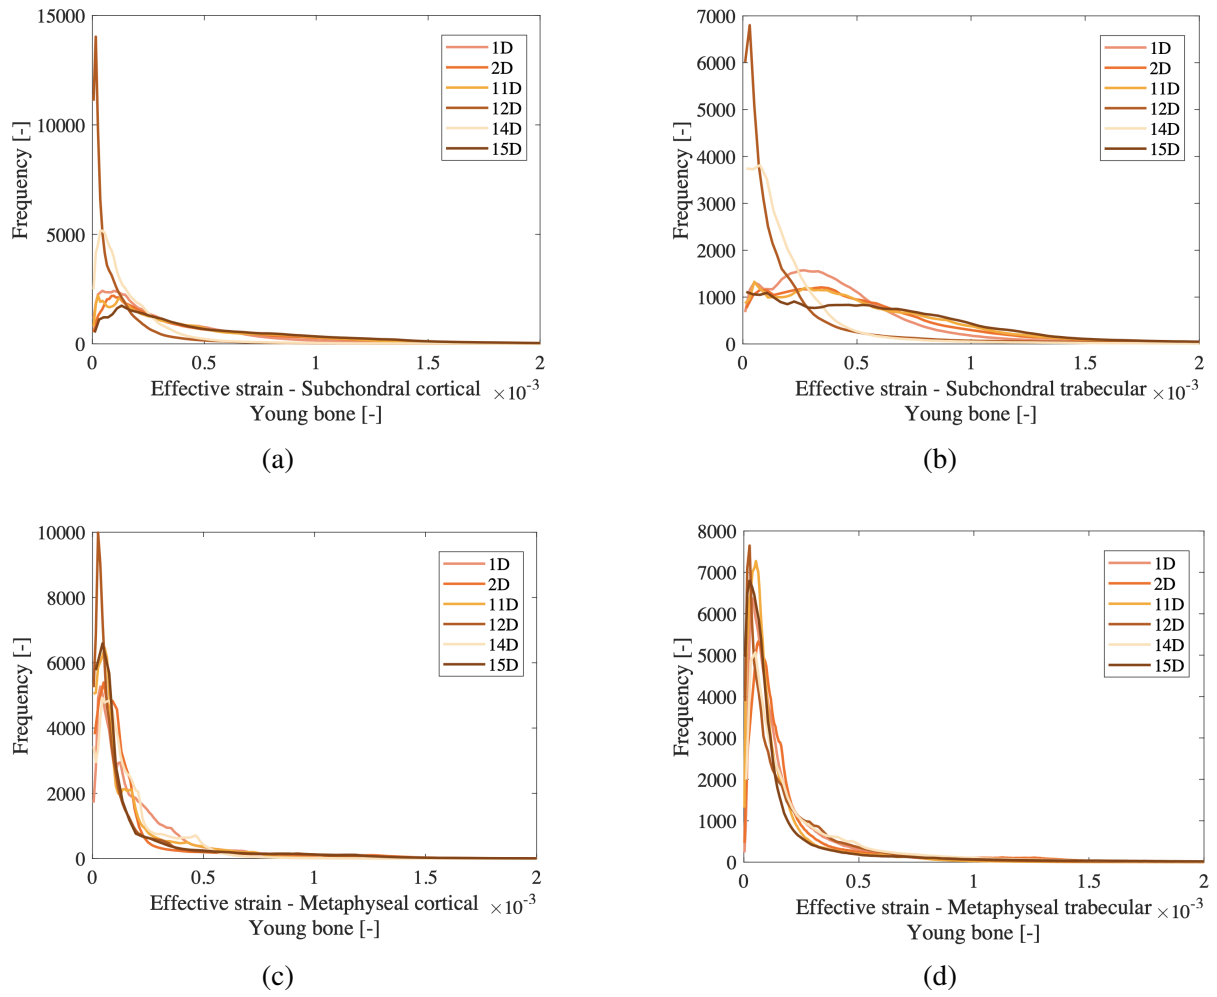 15000
10000
5000
0
Frequency [-]
1D
2D
11D
12D
14D
15D
0 0.5 1 1.5 2
Effective strain - Subchondral cortical ×10⁻³
Young bone [-]
(a)
7000
6000
5000
4000
3000
2000
1000
0
Frequency [-]
1D
2D
11D
12D
14D
15D
0 0.5 1 1.5 2
Effective strain - Subchondral trabecular ×10⁻³
Young bone [-]
(b)
10000
8000
6000
4000
2000
0
Frequency [-]
1D
2D
11D
12D
14D
15D
0 0.5 1 1.5 2
Effective strain - Metaphyseal cortical ×10⁻³
Young bone [-]
(c)
8000
7000
6000
5000
4000
3000
2000
1000
0
Frequency [-]
1D
2D
11D
12D
14D
15D
0 0.5 1 1.5 2
Effective strain - Metaphyseal trabecular ×10⁻³
Young bone [-]
(d)